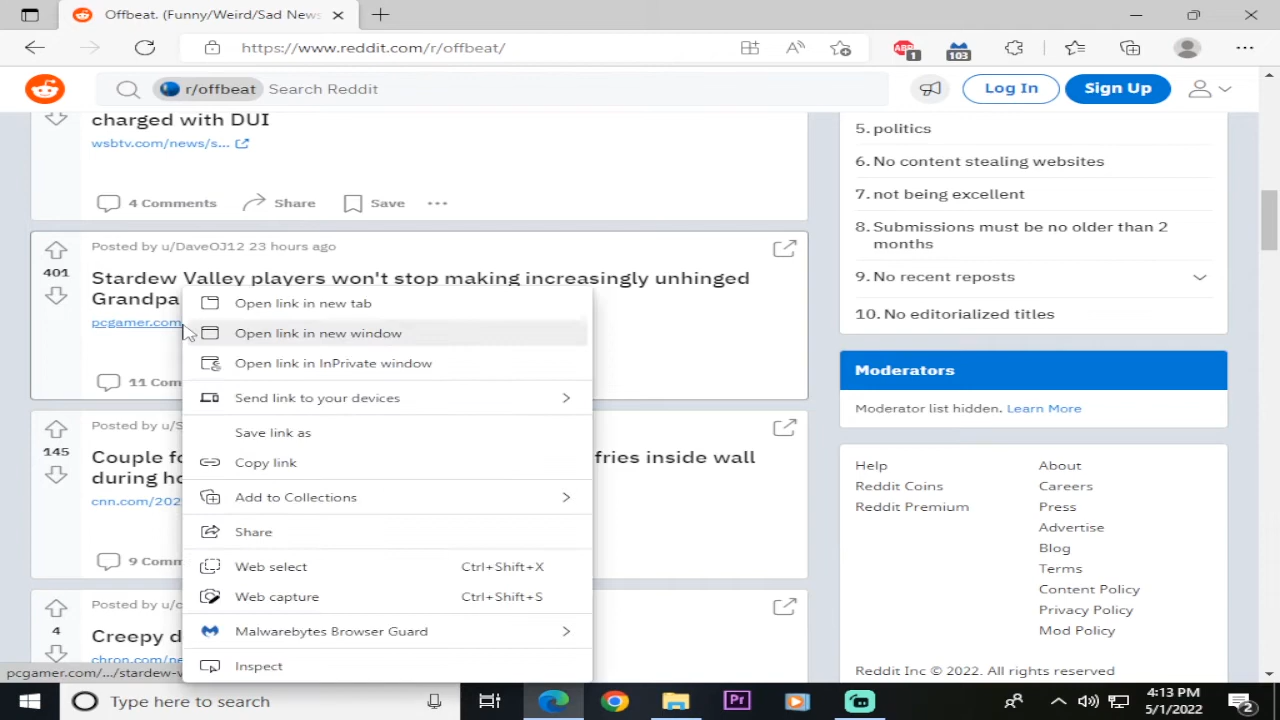 Offbeat. (Funny/Weird/Sad News
https://www.reddit.com/r/offbeat/
ABP
1
103
r/offbeat
Search Reddit
Log In
Sign Up
charged with DUI
wsbtv.com/news/s...
4 Comments
Share
Save
Posted by u/DaveOJ12 23 hours ago
401
Stardew Valley players won't stop making increasingly unhinged
Grandpa
pcgamer.com
11 Com
Posted by u/S
145
Couple fo
fries inside wall
during ho
cnn.com/202
9 Comm
Posted by u/c
4
Creepy d
chron.com/ne
pcgamer.com/.../stardew-v
Open link in new tab
Open link in new window
Open link in InPrivate window
Send link to your devices
Save link as
Copy link
Add to Collections
Share
Web select Ctrl+Shift+X
Web capture Ctrl+Shift+S
Malwarebytes Browser Guard
Inspect
5. politics
6. No content stealing websites
7. not being excellent
8. Submissions must be no older than 2
months
9. No recent reposts
10. No editorialized titles
Moderators
Moderator list hidden. Learn More
Help
About
Reddit Coins
Careers
Reddit Premium
Press
Advertise
Blog
Terms
Content Policy
Privacy Policy
Mod Policy
Reddit Inc © 2022. All rights reserved
Type here to search
Pr
4:13 PM
5/1/2022
2